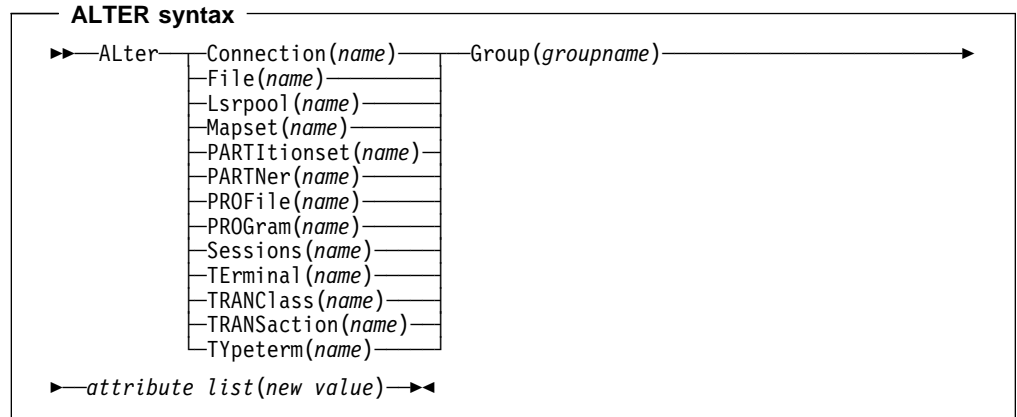 ALTER syntax
ALter Connection(name) Group(groupname)
File(name)
Lsrpool(name)
Mapset(name)
PARTItionset(name)
PARTNer(name)
PROFile(name)
PROGram(name)
Sessions(name)
TErminal(name)
TRANClass(name)
TRANSaction(name)
TYpeterm(name)
attribute list(new value)